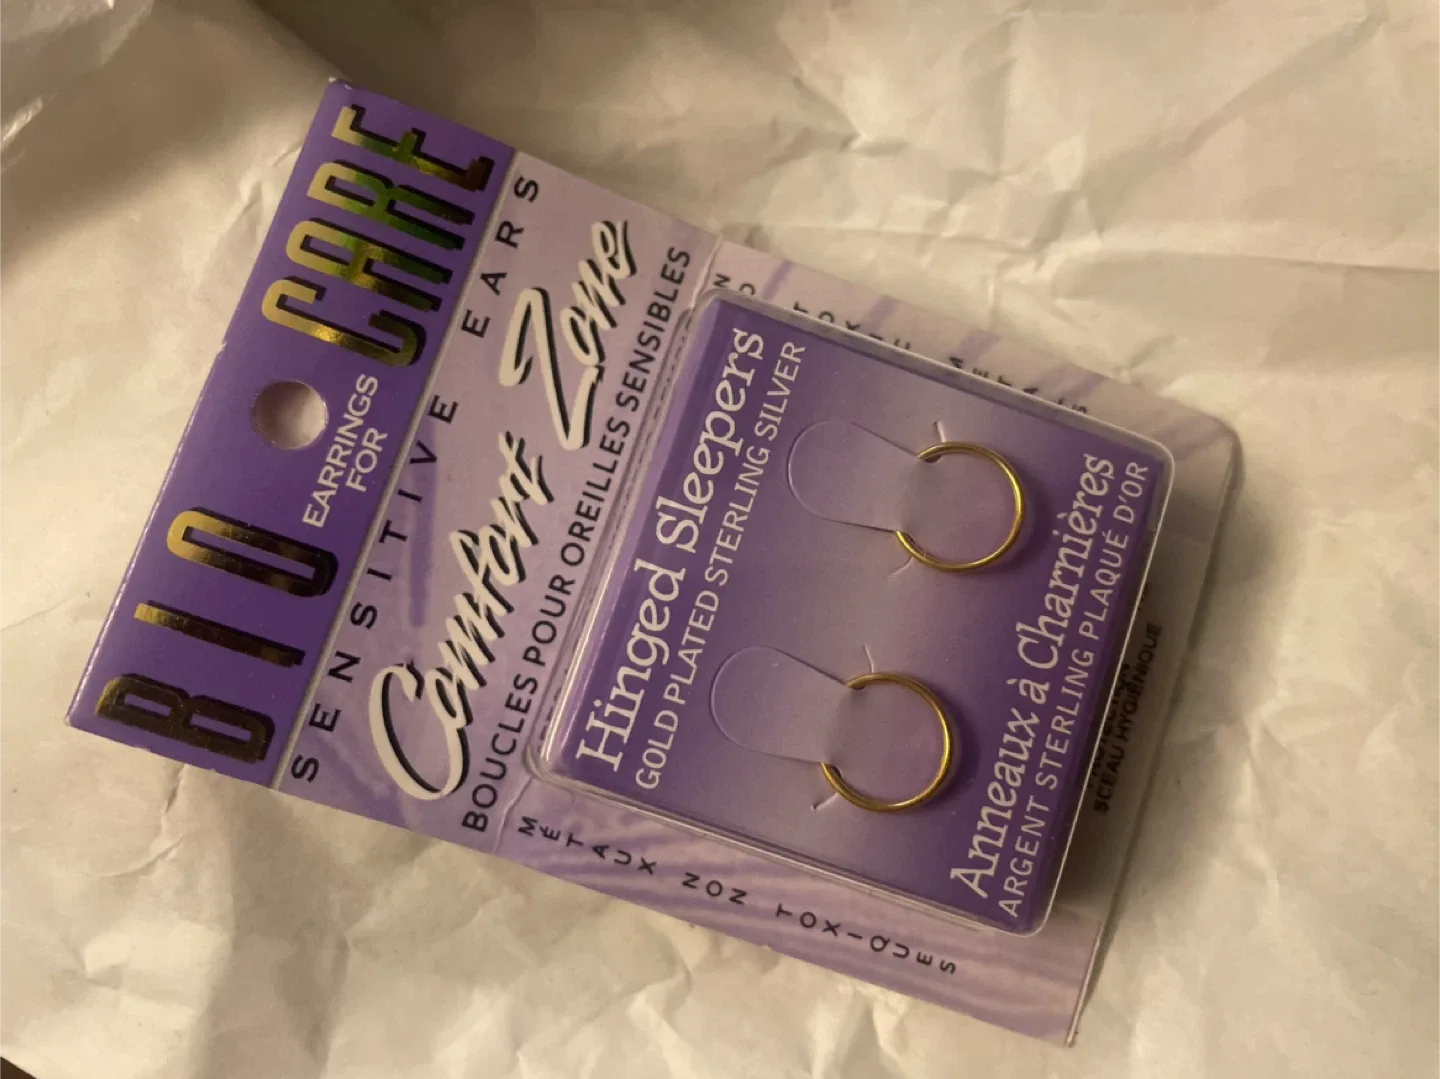 BIO CARE
EARRINGS
FOR
SENSITIVE EARS
Comfort Zone
BOUCLES POUR OREILLES SENSIBLES
Hinged Sleepers
GOLD PLATED STERLING SILVER
Anneaux à Charnières
ARGENT STERLING PLAQUÉ D'OR
MÉTAUX NON TOXIQUES
SCEAU HYGIÉNIQUE